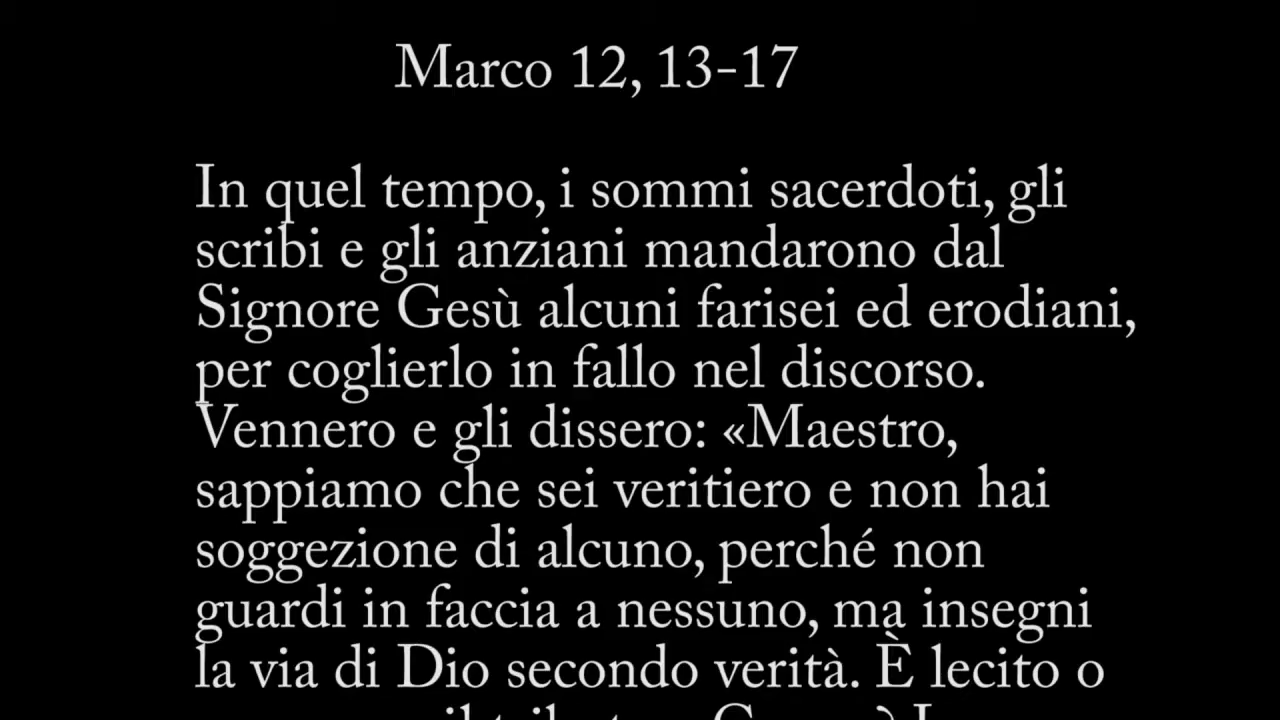 Marco 12, 13-17
In quel tempo, i sommi sacerdoti, gli
scribi e gli anziani mandarono dal
Signore Gesù alcuni farisei ed erodiani,
per coglierlo in fallo nel discorso.
Vennero e gli dissero: «Maestro,
sappiamo che sei veritiero e non hai
soggezione di alcuno, perché non
guardi in faccia a nessuno, ma insegni
la via di Dio secondo verità. È lecito o